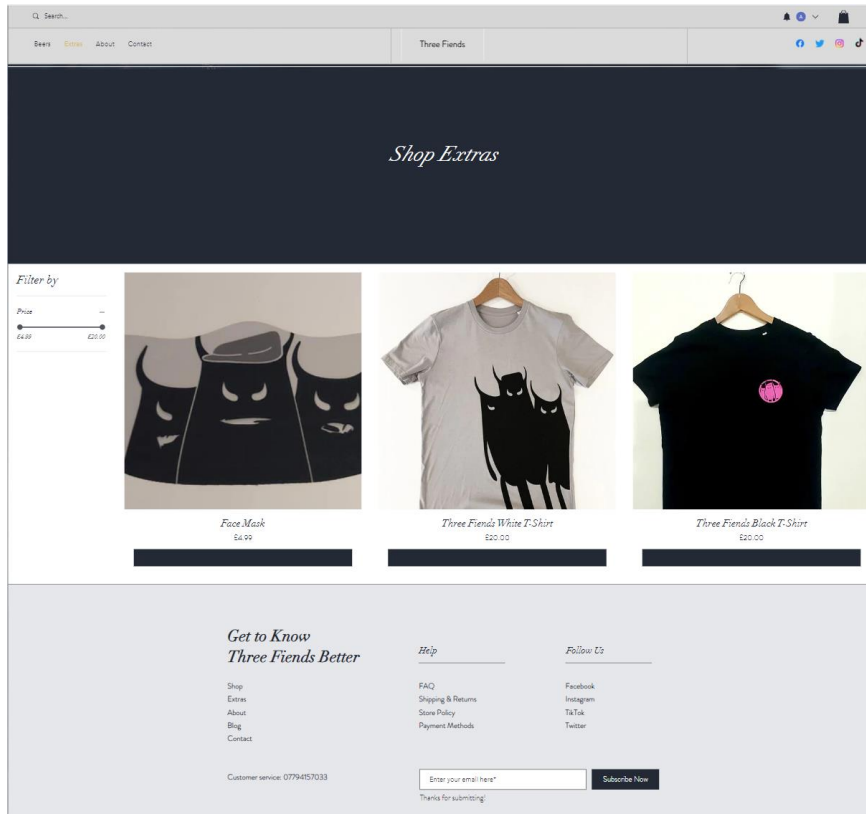 Search...
A
Beers Extras About Contact
Three Fiends
Shop Extras
Filter by
Price
£4.99 £20.00
Face Mask
£4.99
Three Fiends White T-Shirt
£20.00
Three Fiends Black T-Shirt
£20.00
Get to Know
Three Fiends Better
Shop
Extras
About
Blog
Contact
Customer service: 07794157033
Help
FAQ
Shipping & Returns
Store Policy
Payment Methods
Follow Us
Facebook
Instagram
TikTok
Twitter
Enter your email here*
Subscribe Now
Thanks for submitting!